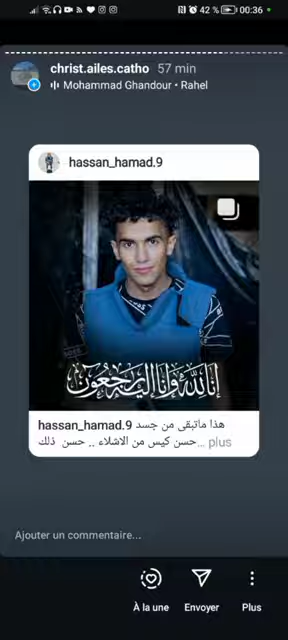 42 % 00:36
christ.ailes.catho 57 min
Mohammad Ghandour • Rahel
hassan_hamad.9
إنا لله وإنا إليه راجعون
hassan_hamad.9 هذا ماتبقى من جسد
حسن كيس من الاشلاء .. حسن ذلك... plus
Ajouter un commentaire...
À la une Envoyer Plus